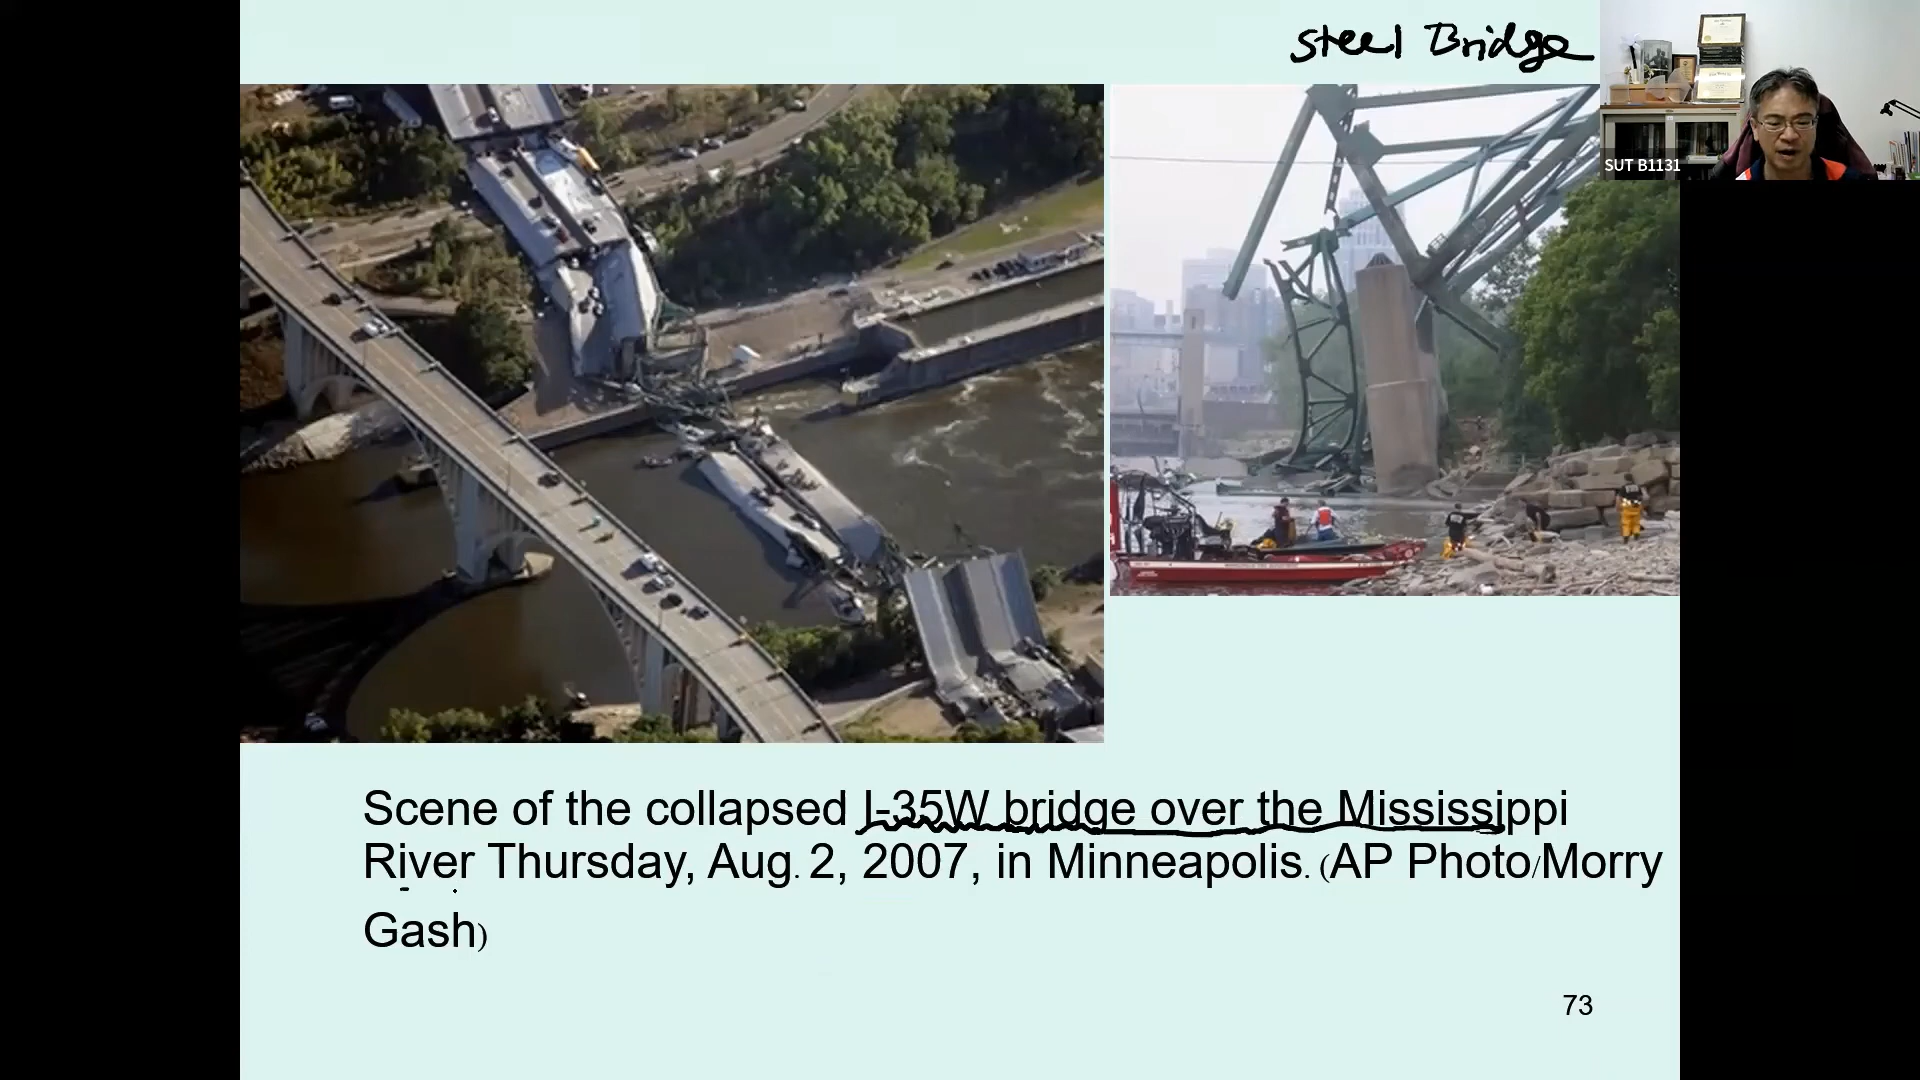 Steel Bridge
SUT B1131
Scene of the collapsed I-35W bridge over the Mississippi
River Thursday, Aug. 2, 2007, in Minneapolis. (AP Photo/Morry
Gash)
73